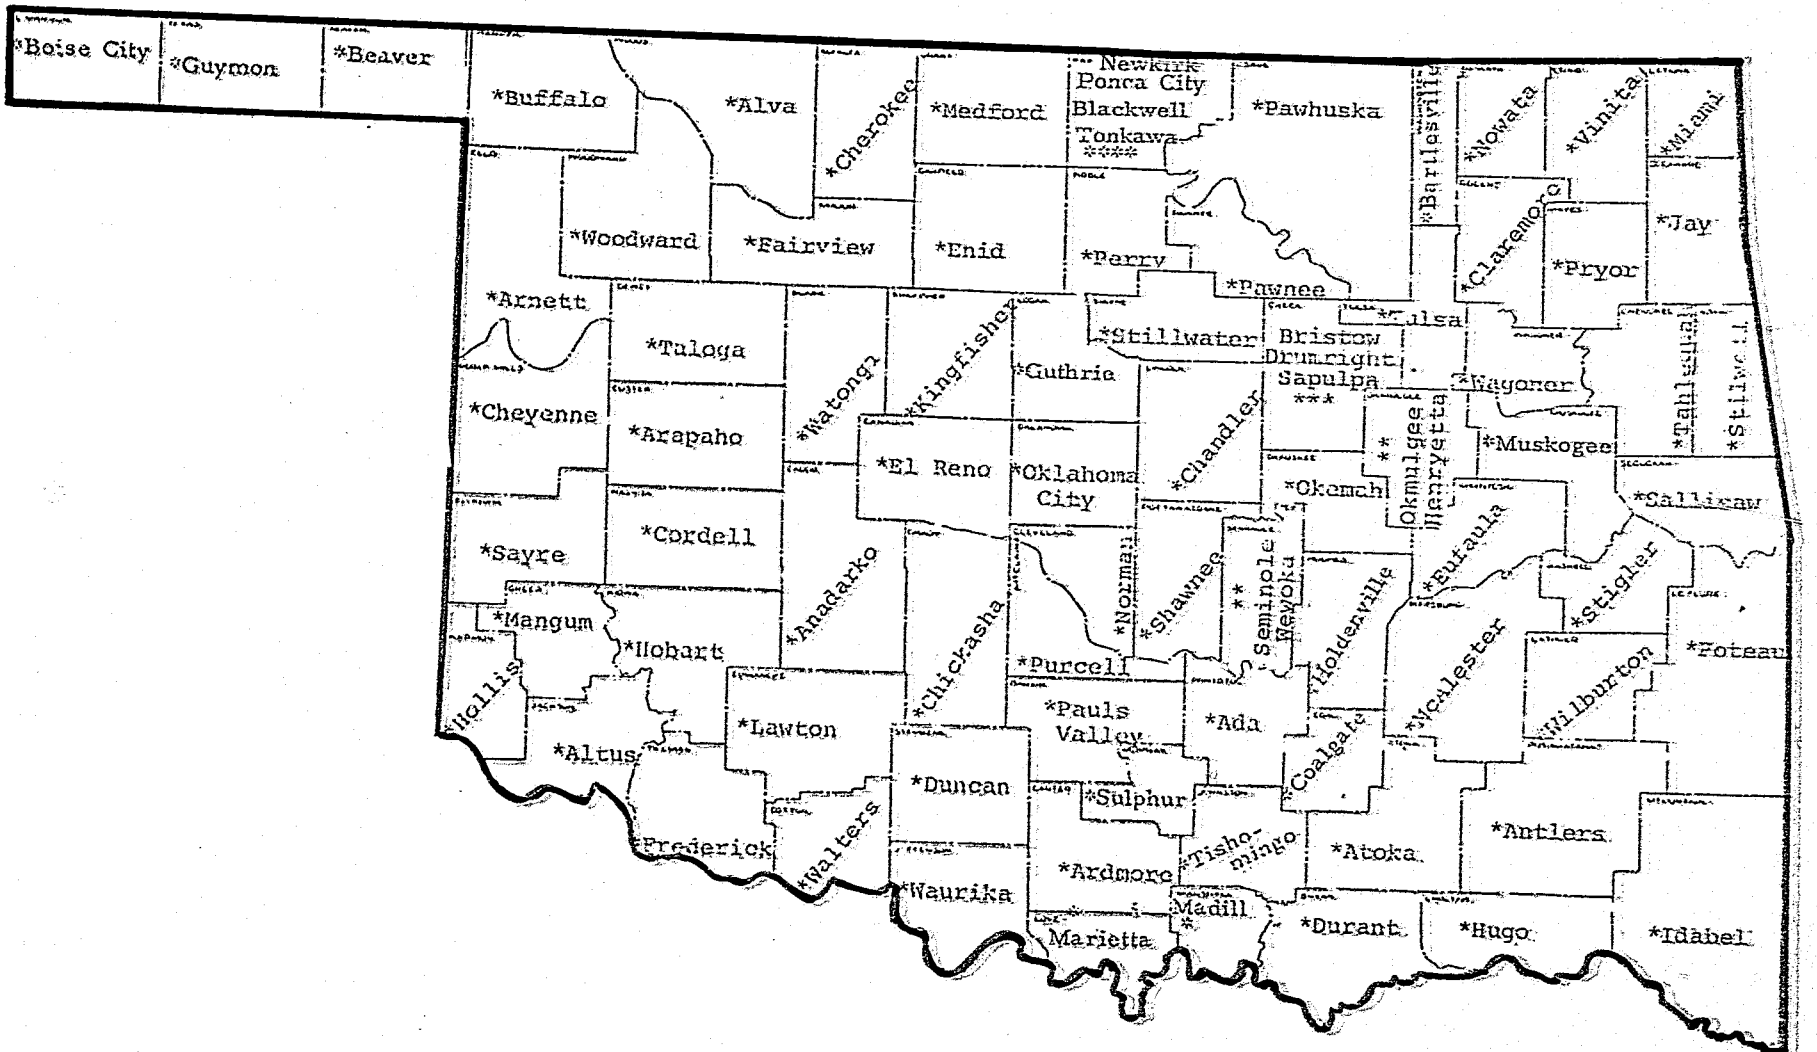 *Boise City
*Guymon
*Beaver
*Buffalo
*Alva
*Cherokee
*Medford
Newkirk
Ponca City
Blackwell
Tonkawa
****
*Pawhuska
*Bartlesville
*Nowata
*Vinita
*Miami
*Woodward
*Fairview
*Enid
*Perry
*Pawnee
*Claremore
*Pryor
*Jay
*Arnett
*Taloga
*Watonga
*Kingfisher
*Guthrie
*Stillwater
Bristow
Drumright
Sapulpa
***
*Tulsa
*Wagoner
*Tahlequah
*Stilwell
*Cheyenne
*Arapaho
*El Reno
*Oklahoma
City
*Chandler
*Okemah
**
Okmulgee
Henryetta
*Muskogee
*Sallisaw
*Sayre
*Cordell
*Anadarko
*Chickasha
*Norman
*Shawnee
**
Seminole
Wewoka
*Holdenville
*Eufaula
*Stigler
*Mangum
*Hobart
*Purcell
*McAlester
*Wilburton
*Poteau
*Hollis
*Altus
*Lawton
*Pauls
Valley
*Ada
*Coalgate
*Duncan
*Sulphur
*Antlers
*Frederick
*Walters
*Waurika
*Ardmore
*Tisho-
mingo
*Atoka
Marietta
Madill
*
*Durant
*Hugo
*Idabel